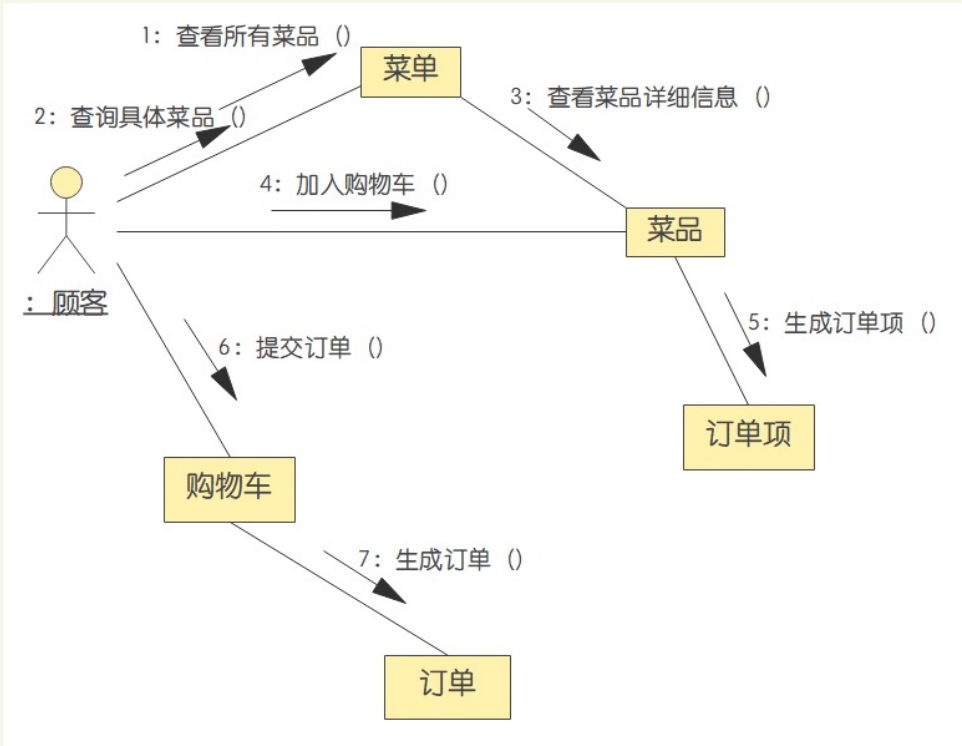 1：查看所有菜品（）
菜单
3：查看菜品详细信息（）
2：查询具体菜品（）
4：加入购物车（）
菜品
：顾客
5：生成订单项（）
6：提交订单（）
订单项
购物车
7：生成订单（）
订单